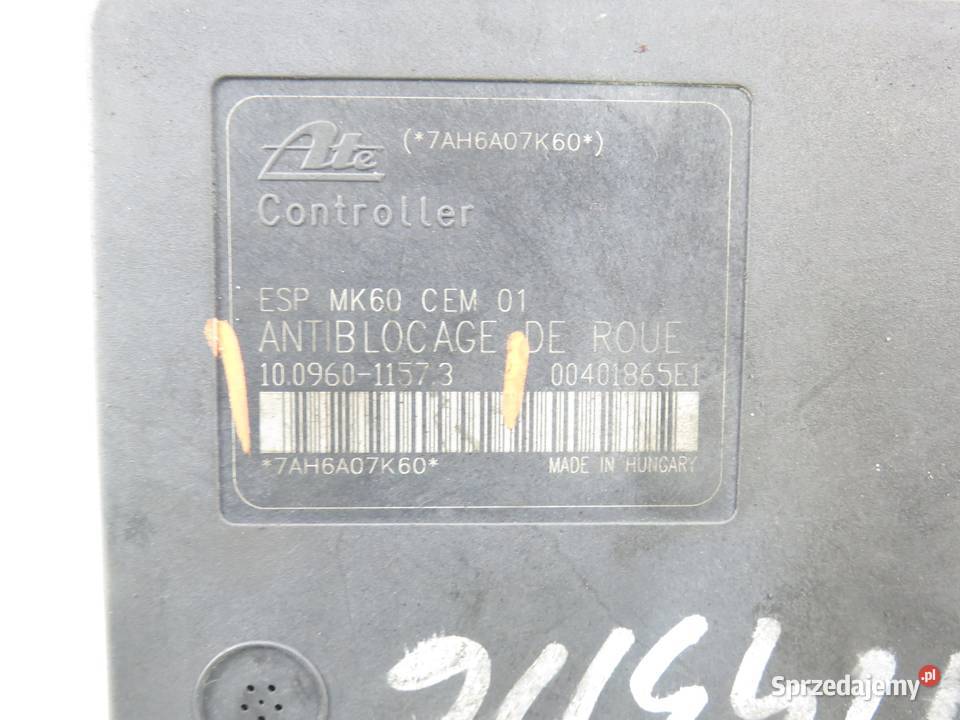 Ate (*7AH6A07K60*)
Controller
ESP MK60 CEM 01
ANTIBLOCAGE DE ROUE
10.0960-1157.3 00401865E1
*7AH6A07K60*
MADE IN HUNGARY
Sprzedajemy.pl